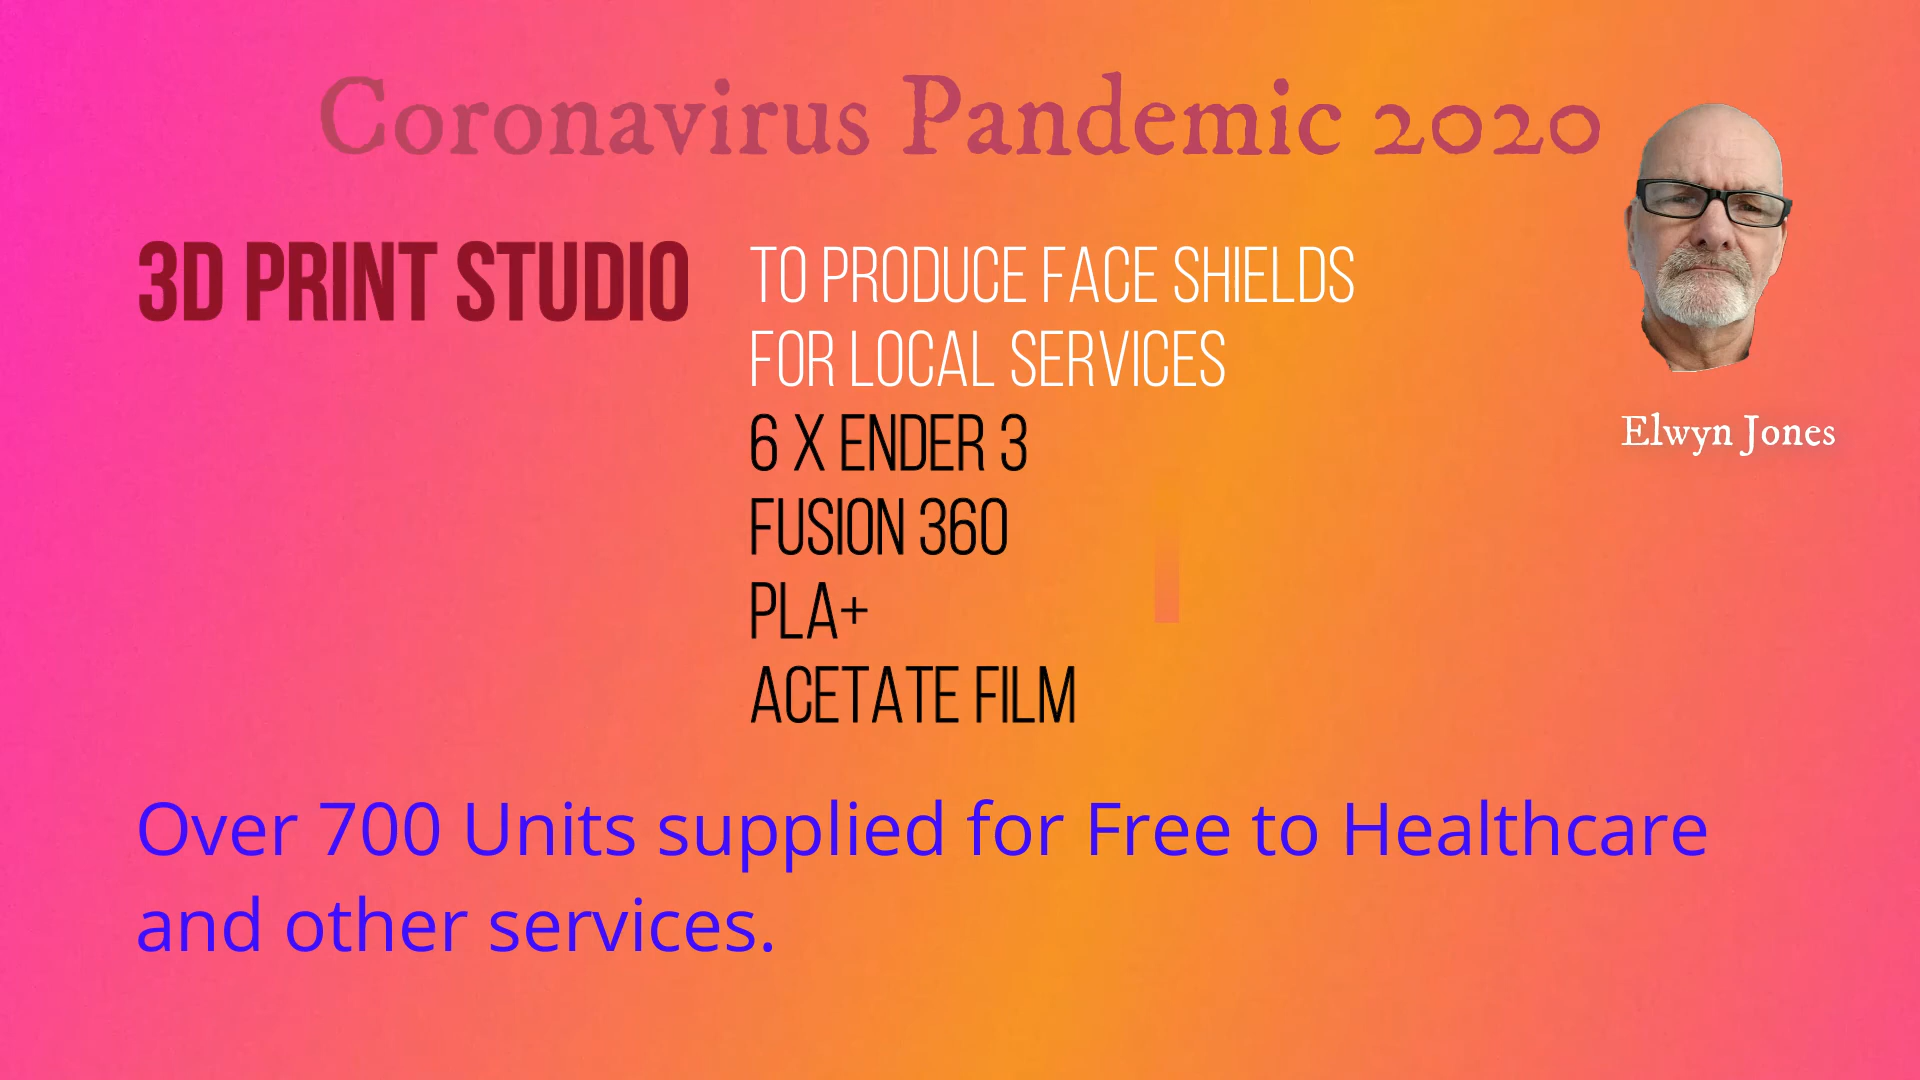 Coronavirus Pandemic 2020
3D PRINT STUDIO
TO PRODUCE FACE SHIELDS
FOR LOCAL SERVICES
6 X ENDER 3
FUSION 360
PLA+
ACETATE FILM
Elwyn Jones
Over 700 Units supplied for Free to Healthcare
and other services.